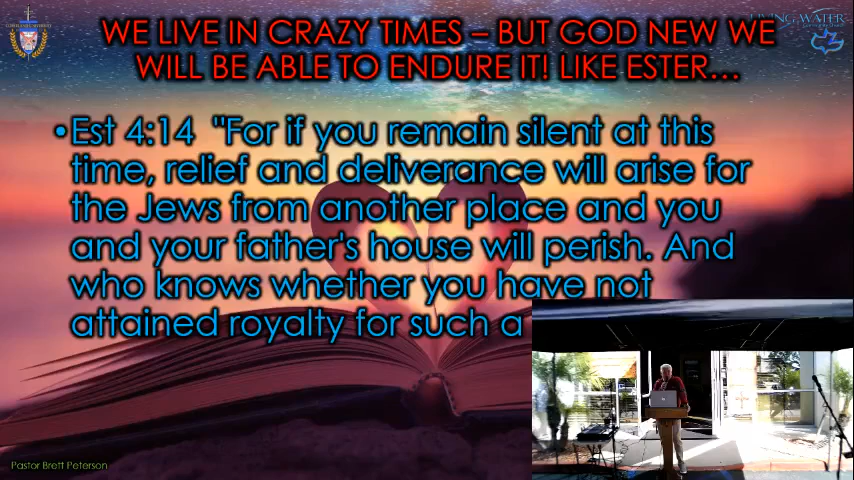 WE LIVE IN CRAZY TIMES – BUT GOD NEW WE
WILL BE ABLE TO ENDURE IT! LIKE ESTER…
LIVING WATER
•Est 4:14 "For if you remain silent at this
time, relief and deliverance will arise for
the Jews from another place and you
and your father's house will perish. And
who knows whether you have not
attained royalty for such a
Pastor Brett Peterson